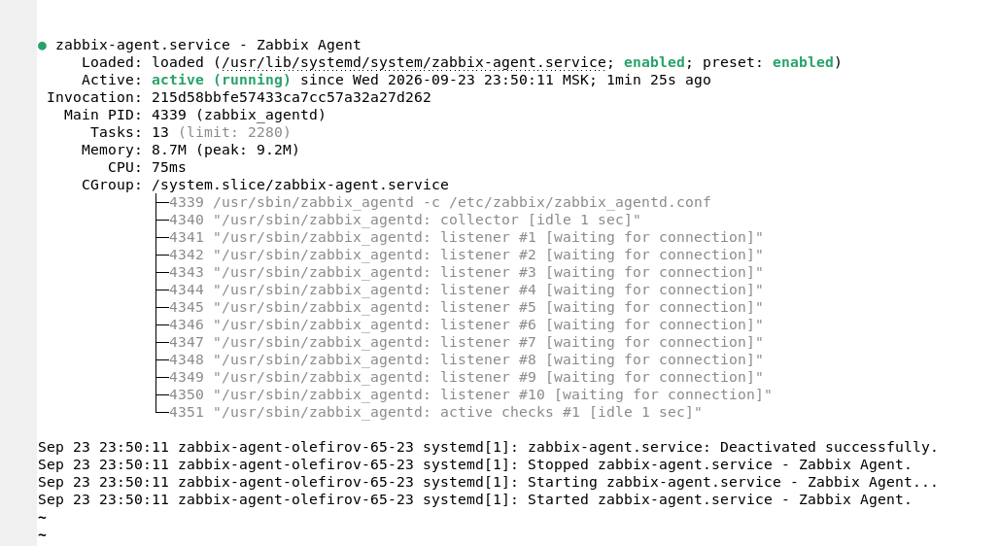 ● zabbix-agent.service - Zabbix Agent
     Loaded: loaded (/usr/lib/systemd/system/zabbix-agent.service; enabled; preset: enabled)
     Active: active (running) since Wed 2026-09-23 23:50:11 MSK; 1min 25s ago
 Invocation: 215d58bbfe57433ca7cc57a32a27d262
   Main PID: 4339 (zabbix_agentd)
      Tasks: 13 (limit: 2280)
     Memory: 8.7M (peak: 9.2M)
        CPU: 75ms
     CGroup: /system.slice/zabbix-agent.service
             ├─4339 /usr/sbin/zabbix_agentd -c /etc/zabbix/zabbix_agentd.conf
             ├─4340 "/usr/sbin/zabbix_agentd: collector [idle 1 sec]"
             ├─4341 "/usr/sbin/zabbix_agentd: listener #1 [waiting for connection]"
             ├─4342 "/usr/sbin/zabbix_agentd: listener #2 [waiting for connection]"
             ├─4343 "/usr/sbin/zabbix_agentd: listener #3 [waiting for connection]"
             ├─4344 "/usr/sbin/zabbix_agentd: listener #4 [waiting for connection]"
             ├─4345 "/usr/sbin/zabbix_agentd: listener #5 [waiting for connection]"
             ├─4346 "/usr/sbin/zabbix_agentd: listener #6 [waiting for connection]"
             ├─4347 "/usr/sbin/zabbix_agentd: listener #7 [waiting for connection]"
             ├─4348 "/usr/sbin/zabbix_agentd: listener #8 [waiting for connection]"
             ├─4349 "/usr/sbin/zabbix_agentd: listener #9 [waiting for connection]"
             ├─4350 "/usr/sbin/zabbix_agentd: listener #10 [waiting for connection]"
             └─4351 "/usr/sbin/zabbix_agentd: active checks #1 [idle 1 sec]"

Sep 23 23:50:11 zabbix-agent-olefirov-65-23 systemd[1]: zabbix-agent.service: Deactivated successfully.
Sep 23 23:50:11 zabbix-agent-olefirov-65-23 systemd[1]: Stopped zabbix-agent.service - Zabbix Agent.
Sep 23 23:50:11 zabbix-agent-olefirov-65-23 systemd[1]: Starting zabbix-agent.service - Zabbix Agent...
Sep 23 23:50:11 zabbix-agent-olefirov-65-23 systemd[1]: Started zabbix-agent.service - Zabbix Agent.
~
~